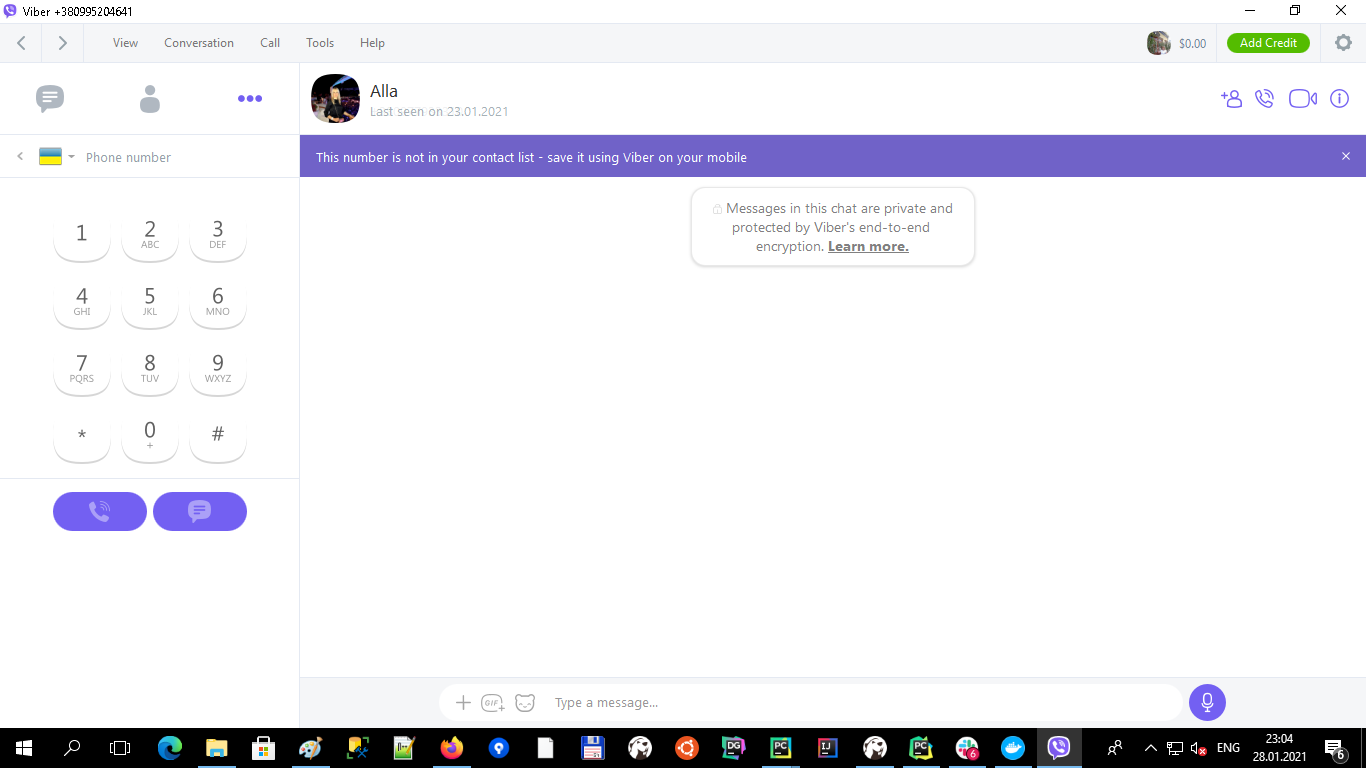 Viber +380995204641
View Conversation Call Tools Help $0.00 Add Credit
Alla
Last seen on 23.01.2021
Phone number
This number is not in your contact list - save it using Viber on your mobile
Messages in this chat are private and
protected by Viber's end-to-end
encryption. Learn more.
1 2 3
ABC DEF
4 5 6
GHI JKL MNO
7 8 9
PQRS TUV WXYZ
* 0 #
+
GIF Type a message...
DG PC IJ PC 6 ENG 23:04
28.01.2021 6